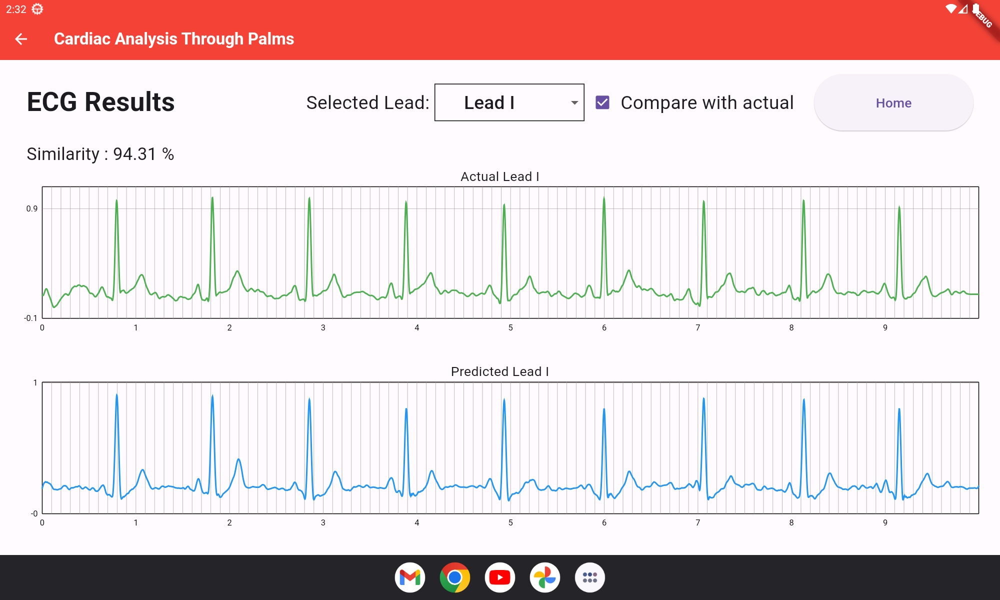 2:32
EBUG
Cardiac Analysis Through Palms
ECG Results
Selected Lead: Lead I
Compare with actual
Home
Similarity : 94.31 %
Actual Lead I
0.9
-0.1
0 1 2 3 4 5 6 7 8 9
Predicted Lead I
1
-0
0 1 2 3 4 5 6 7 8 9